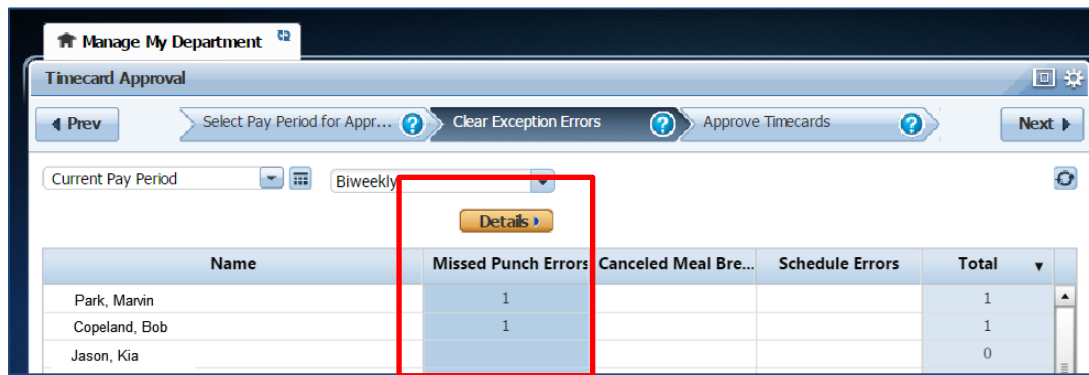 Manage My Department
Timecard Approval
Prev Select Pay Period for Appr... ? Clear Exception Errors ? Approve Timecards ? Next
Current Pay Period Biweekly
Details
Name Missed Punch Errors Canceled Meal Bre... Schedule Errors Total
Park, Marvin 1 1
Copeland, Bob 1 1
Jason, Kia 0